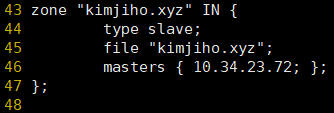 43 zone "kimjiho.xyz" IN {
44         type slave;
45         file "kimjiho.xyz";
46         masters { 10.34.23.72; };
47 };
48